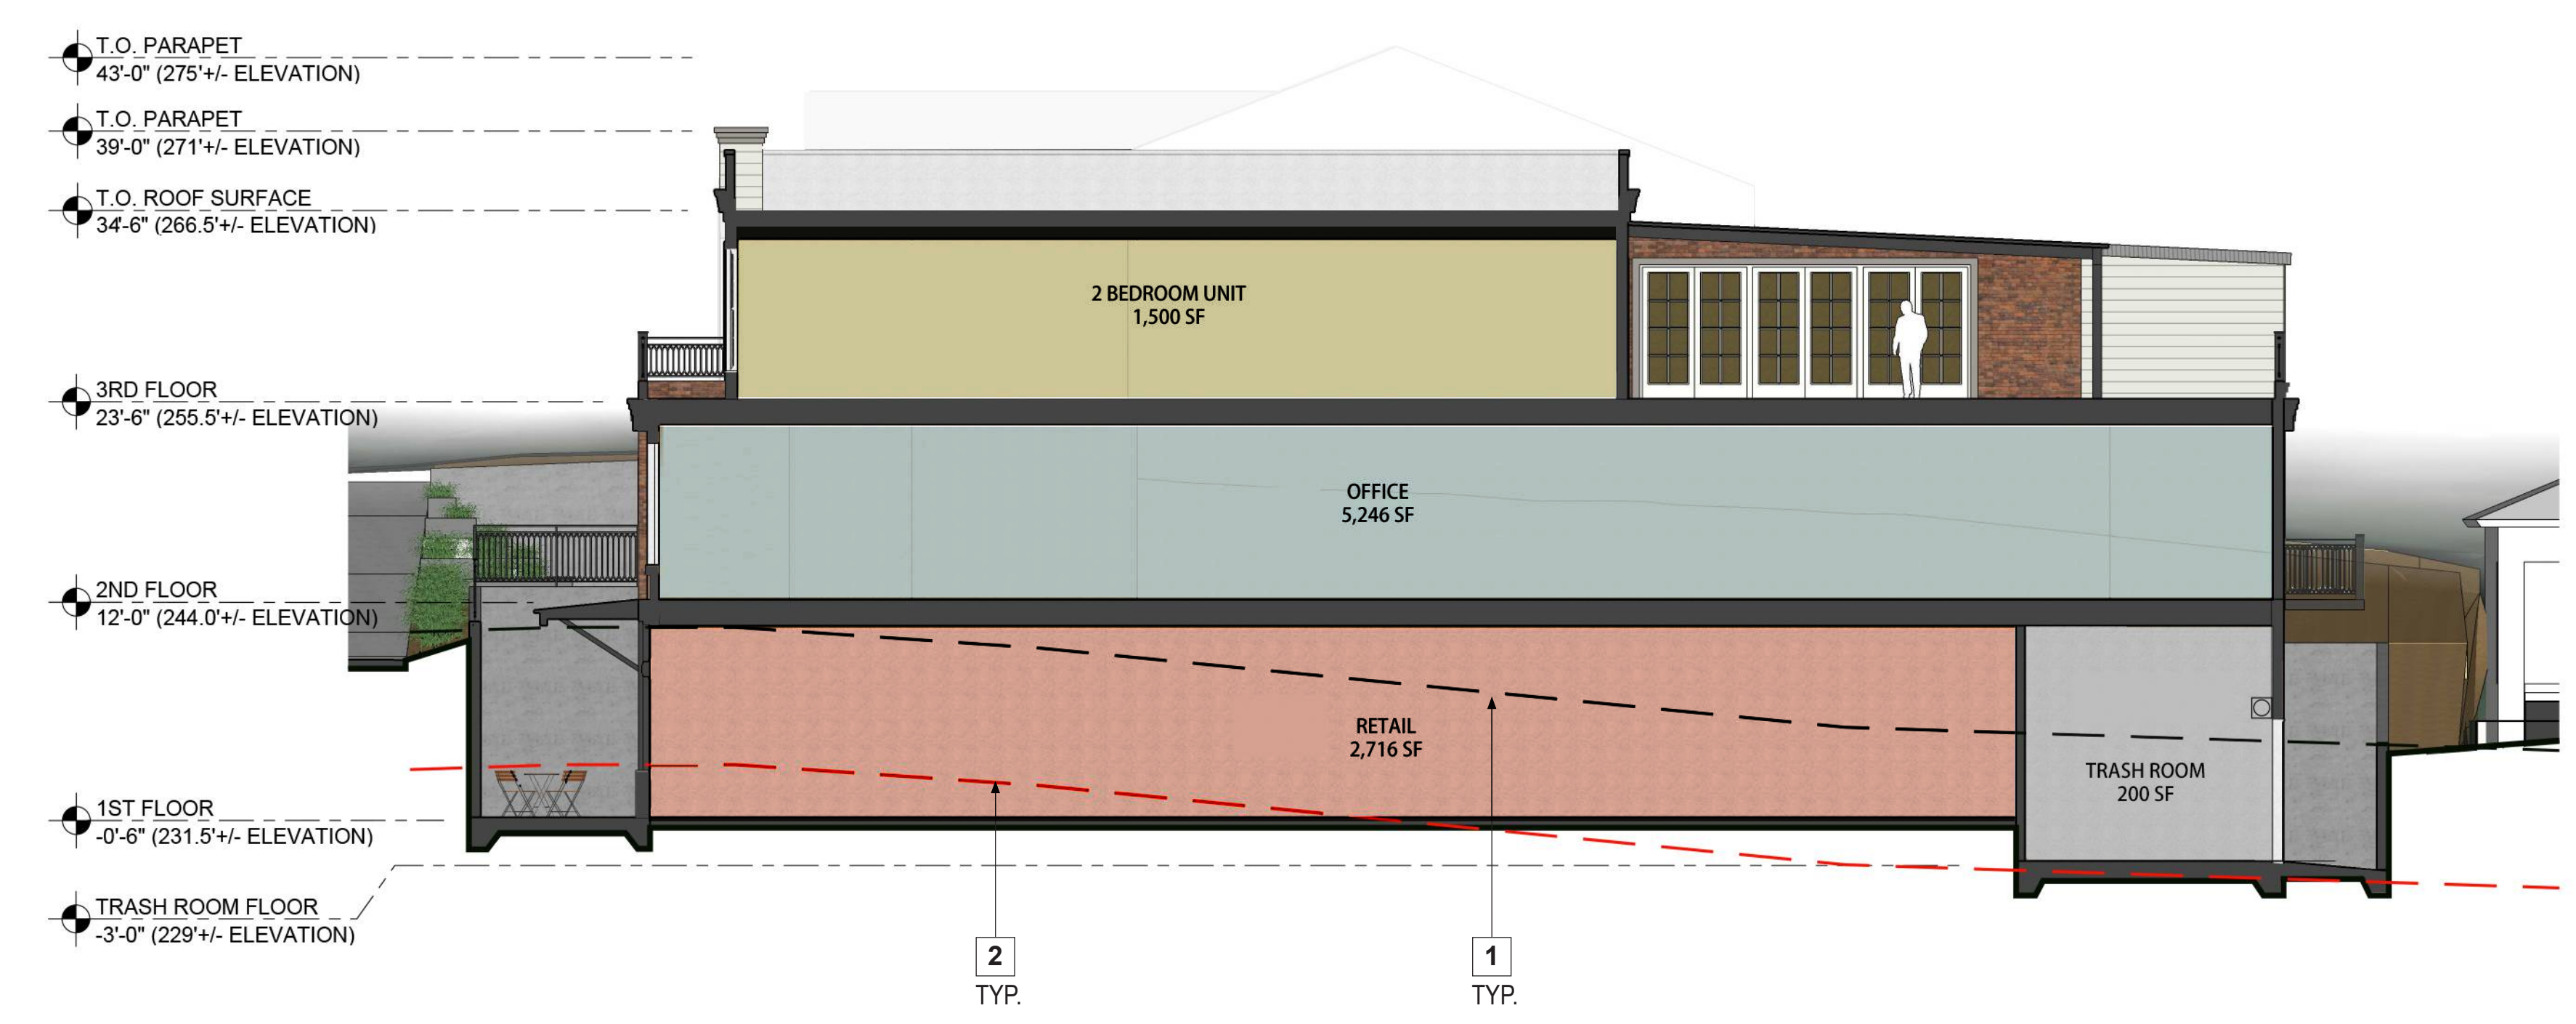 T.O. PARAPET
43'-0" (275'+/- ELEVATION)
T.O. PARAPET
39'-0" (271'+/- ELEVATION)
T.O. ROOF SURFACE
34'-6" (266.5'+/- ELEVATION)
2 BEDROOM UNIT
1,500 SF
3RD FLOOR
23'-6" (255.5'+/- ELEVATION)
OFFICE
5,246 SF
2ND FLOOR
12'-0" (244.0'+/- ELEVATION)
RETAIL
2,716 SF
TRASH ROOM
200 SF
1ST FLOOR
-0'-6" (231.5'+/- ELEVATION)
TRASH ROOM FLOOR
-3'-0" (229'+/- ELEVATION)
2
TYP.
1
TYP.